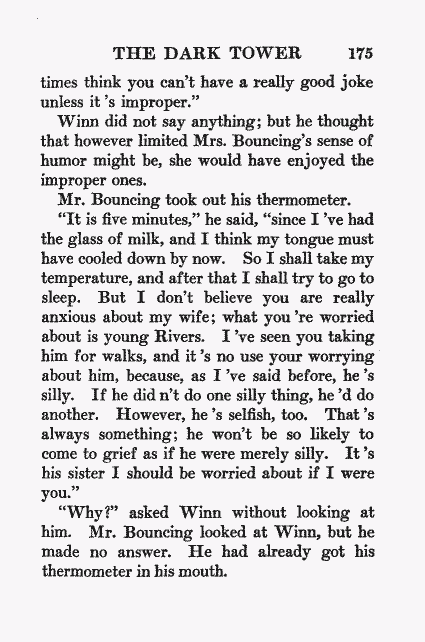 THE DARK TOWER 175
times think you can't have a really good joke
unless it 's improper."
Winn did not say anything; but he thought
that however limited Mrs. Bouncing's sense of
humor might be, she would have enjoyed the
improper ones.
Mr. Bouncing took out his thermometer.
"It is five minutes," he said, "since I 've had
the glass of milk, and I think my tongue must
have cooled down by now. So I shall take my
temperature, and after that I shall try to go to
sleep. But I don't believe you are really
anxious about my wife; what you 're worried
about is young Rivers. I 've seen you taking
him for walks, and it 's no use your worrying
about him, because, as I 've said before, he 's
silly. If he did n't do one silly thing, he 'd do
another. However, he 's selfish, too. That 's
always something; he won't be so likely to
come to grief as if he were merely silly. It 's
his sister I should be worried about if I were
you."
"Why?" asked Winn without looking at
him. Mr. Bouncing looked at Winn, but he
made no answer. He had already got his
thermometer in his mouth.